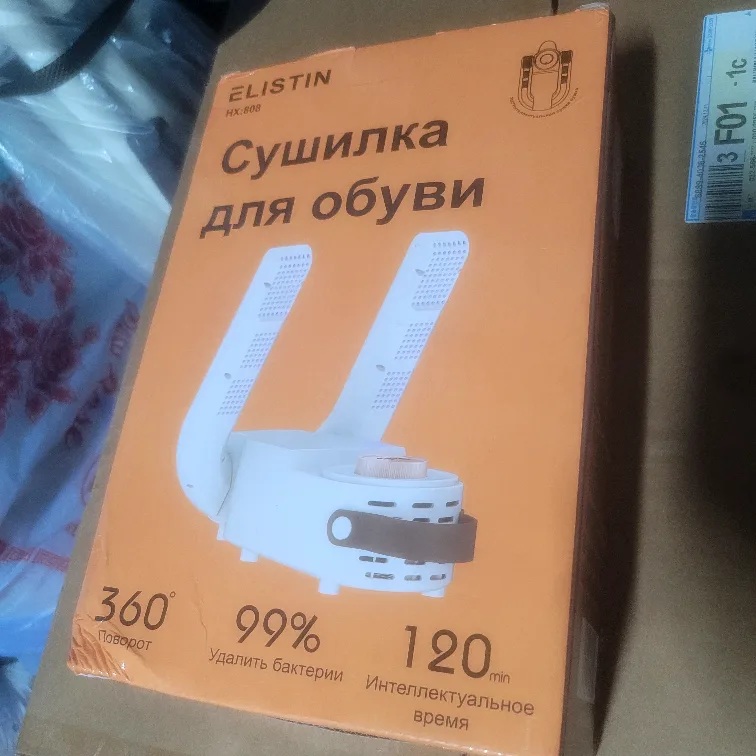 ELISTIN
HX:808
Сушилка
для обуви
360°
Поворот
99%
Удалить бактерии
120 min
Интеллектуальное
время
3 F01 -1c